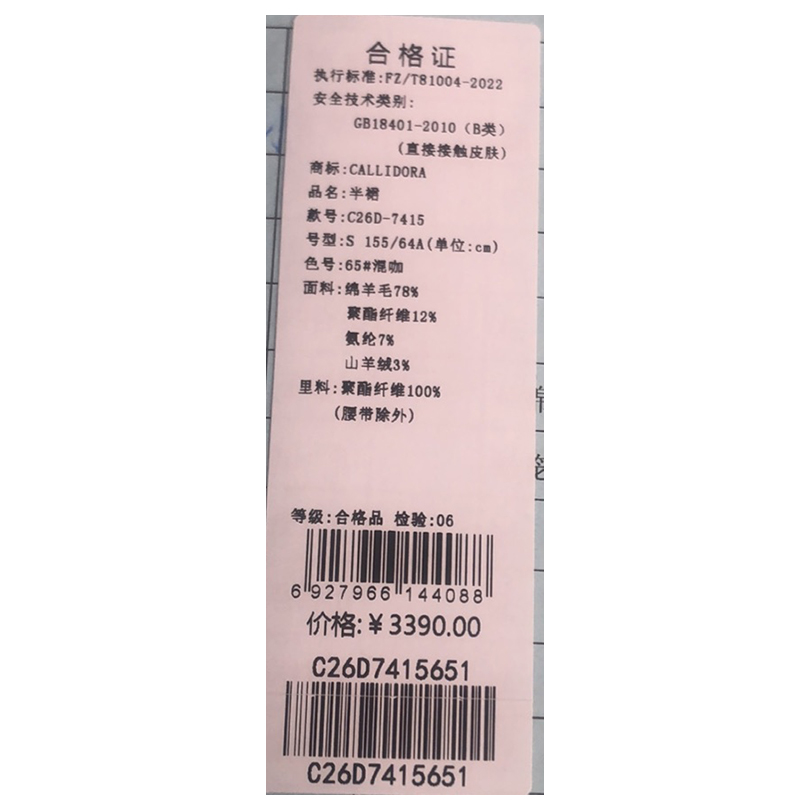 合格证
执行标准:FZ/T81004-2022
安全技术类别:
GB18401-2010（B类）
(直接接触皮肤)
商标:CALLIDORA
品名:半裙
款号:C26D-7415
号型:S 155/64A(单位:cm)
色号:65#混咖
面料:绵羊毛78%
聚酯纤维12%
氨纶7%
山羊绒3%
里料:聚酯纤维100%
(腰带除外)
等级:合格品 检验:06
6 927966 144088
价格:¥3390.00
C26D7415651
C26D7415651